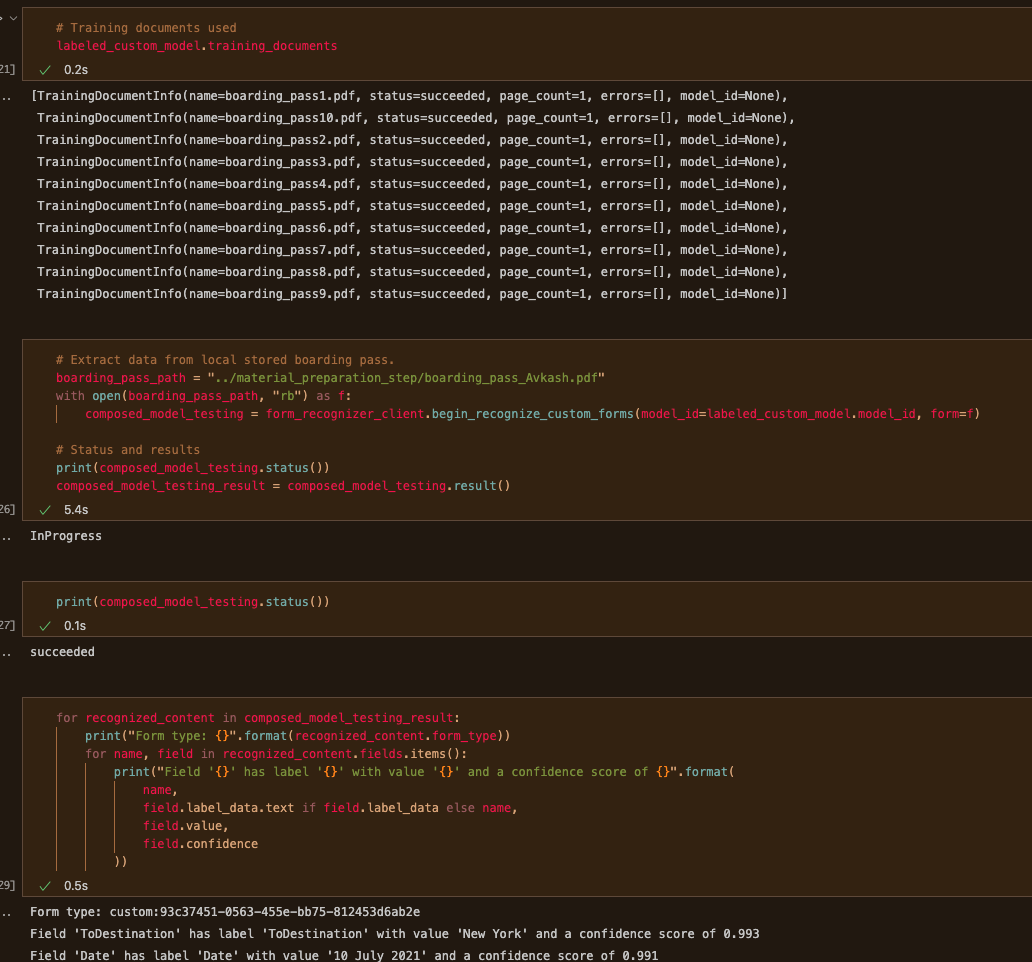 # Training documents used
labeled_custom_model.training_documents
21]
0.2s
[TrainingDocumentInfo(name=boarding_pass1.pdf, status=succeeded, page_count=1, errors=[], model_id=None),
TrainingDocumentInfo(name=boarding_pass10.pdf, status=succeeded, page_count=1, errors=[], model_id=None),
TrainingDocumentInfo(name=boarding_pass2.pdf, status=succeeded, page_count=1, errors=[], model_id=None),
TrainingDocumentInfo(name=boarding_pass3.pdf, status=succeeded, page_count=1, errors=[], model_id=None),
TrainingDocumentInfo(name=boarding_pass4.pdf, status=succeeded, page_count=1, errors=[], model_id=None),
TrainingDocumentInfo(name=boarding_pass5.pdf, status=succeeded, page_count=1, errors=[], model_id=None),
TrainingDocumentInfo(name=boarding_pass6.pdf, status=succeeded, page_count=1, errors=[], model_id=None),
TrainingDocumentInfo(name=boarding_pass7.pdf, status=succeeded, page_count=1, errors=[], model_id=None),
TrainingDocumentInfo(name=boarding_pass8.pdf, status=succeeded, page_count=1, errors=[], model_id=None),
TrainingDocumentInfo(name=boarding_pass9.pdf, status=succeeded, page_count=1, errors=[], model_id=None)]
# Extract data from local stored boarding pass.
boarding_pass_path = "../material_preparation_step/boarding_pass_Avkash.pdf"
with open(boarding_pass_path, "rb") as f:
composed_model_testing = form_recognizer_client.begin_recognize_custom_forms(model_id=labeled_custom_model.model_id, form=f)
# Status and results
print(composed_model_testing.status())
composed_model_testing_result = composed_model_testing.result()
26]
5.4s
InProgress
print(composed_model_testing.status())
27]
0.1s
succeeded
for recognized_content in composed_model_testing_result:
print("Form type: {}".format(recognized_content.form_type))
for name, field in recognized_content.fields.items():
print("Field '{}' has label '{}' with value '{}' and a confidence score of {}".format(
name,
field.label_data.text if field.label_data else name,
field.value,
field.confidence
))
29]
0.5s
Form type: custom:93c37451-0563-455e-bb75-812453d6ab2e
Field 'ToDestination' has label 'ToDestination' with value 'New York' and a confidence score of 0.993
Field 'Date' has label 'Date' with value '10 July 2021' and a confidence score of 0.991